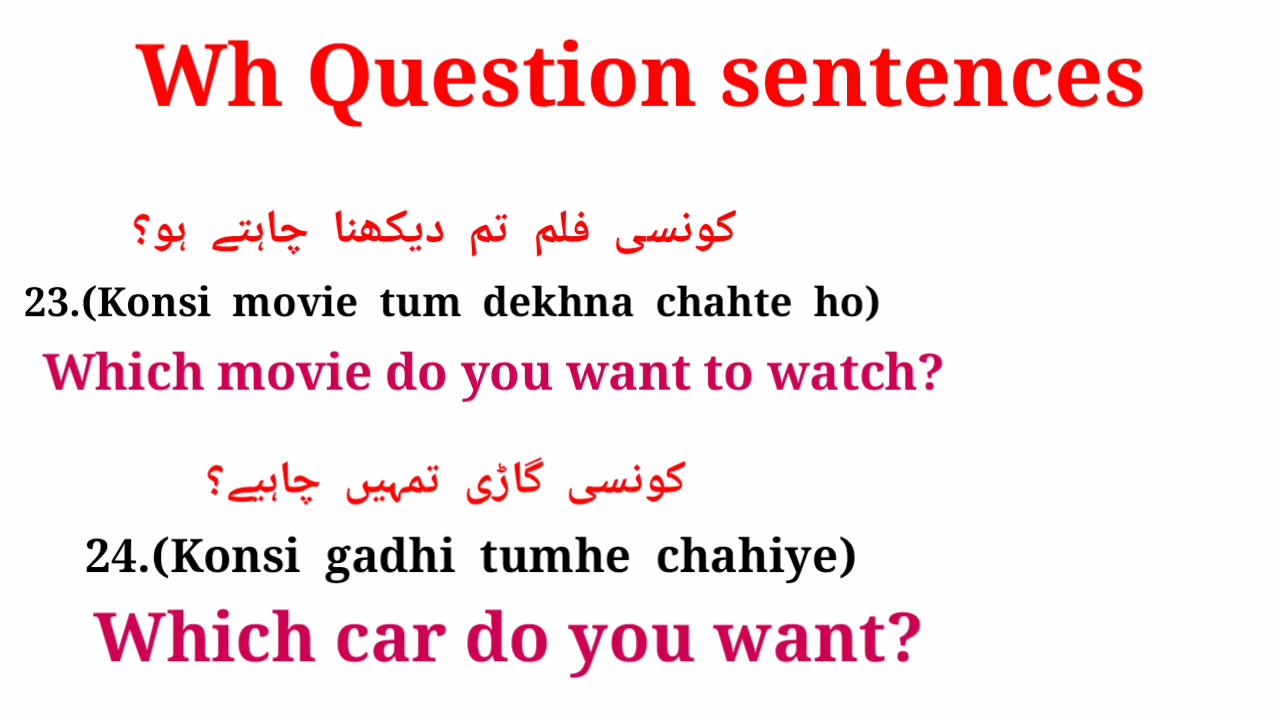 Wh Question sentences
کونسی فلم تم دیکھنا چاہتے ہو؟
23.(Konsi movie tum dekhna chahte ho)
Which movie do you want to watch?
کونسی گاڑی تمہیں چاہیے؟
24.(Konsi gadhi tumhe chahiye)
Which car do you want?